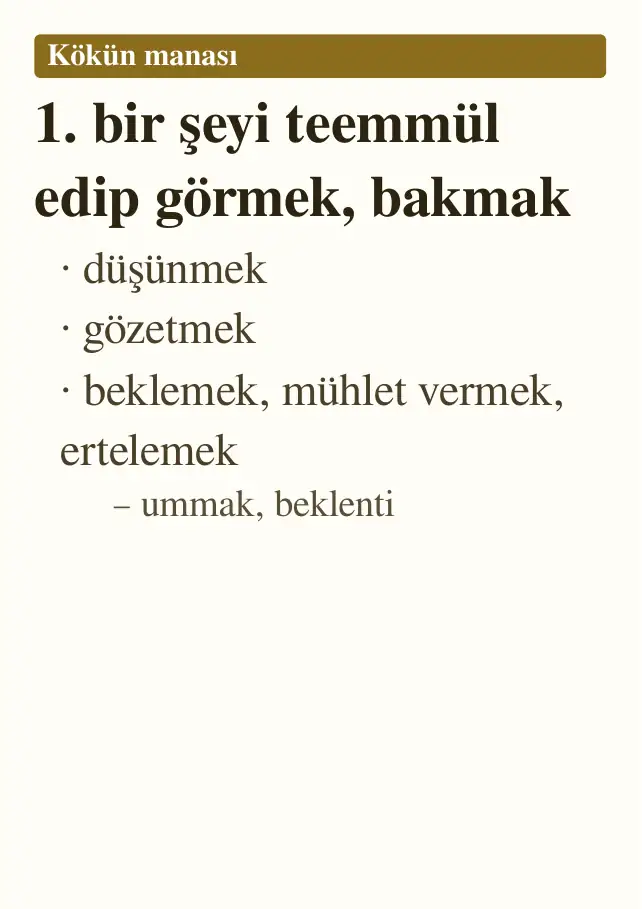 Kökün manası
1. bir şeyi teemmül
edip görmek, bakmak
· düşünmek
· gözetmek
· beklemek, mühlet vermek,
ertelemek
– ummak, beklenti